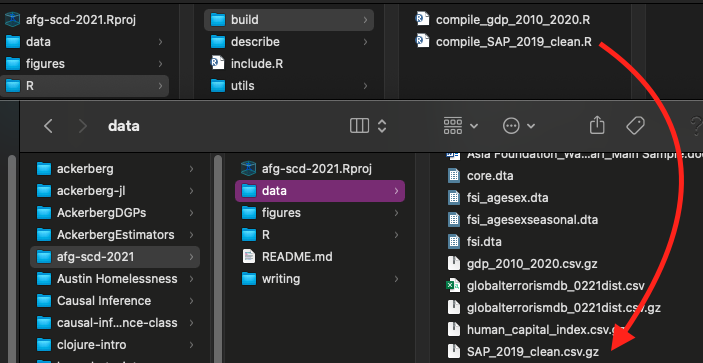 afg-scd-2021.Rproj
data
figures
R
build
describe
include.R
utils
compile_gdp_2010_2020.R
compile_SAP_2019_clean.R
data
ackerberg
ackerberg-jl
AckerbergDGPs
AckerbergEstimators
afg-scd-2021
Austin Homelessness
Causal Inference
causal-inf…nce-class
clojure-intro
afg-scd-2021.Rproj
data
figures
R
README.md
writing
Asia Foundation_Wa…an_Main Sample.do
core.dta
fsi_agesex.dta
fsi_agesexseasonal.dta
fsi.dta
gdp_2010_2020.csv.gz
globalterrorismdb_0221dist.csv
globalterrorismdb_0221dist.csv.gz
human_capital_index.csv.gz
SAP_2019_clean.csv.gz